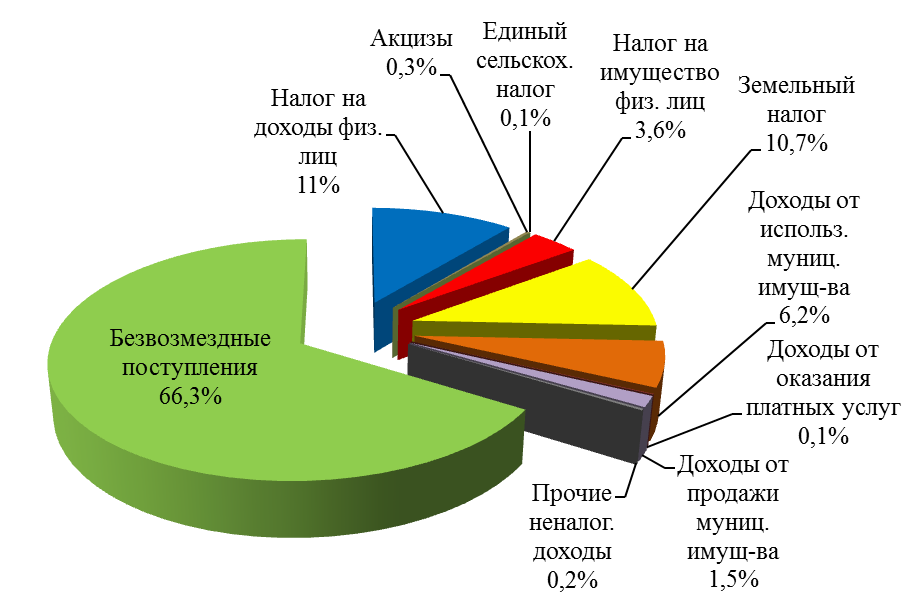 Акцизы
0,3%
Единый
сельскох.
налог
0,1%
Налог на
имущество
физ. лиц
3,6%
Земельный
налог
10,7%
Налог на
доходы физ.
лиц
11%
Доходы от
использ.
муниц.
имущ-ва
6,2%
Безвозмездные
поступления
66,3%
Доходы от
оказания
платных услуг
0,1%
Доходы от
продажи
муниц.
имущ-ва
1,5%
Прочие
неналог.
доходы
0,2%